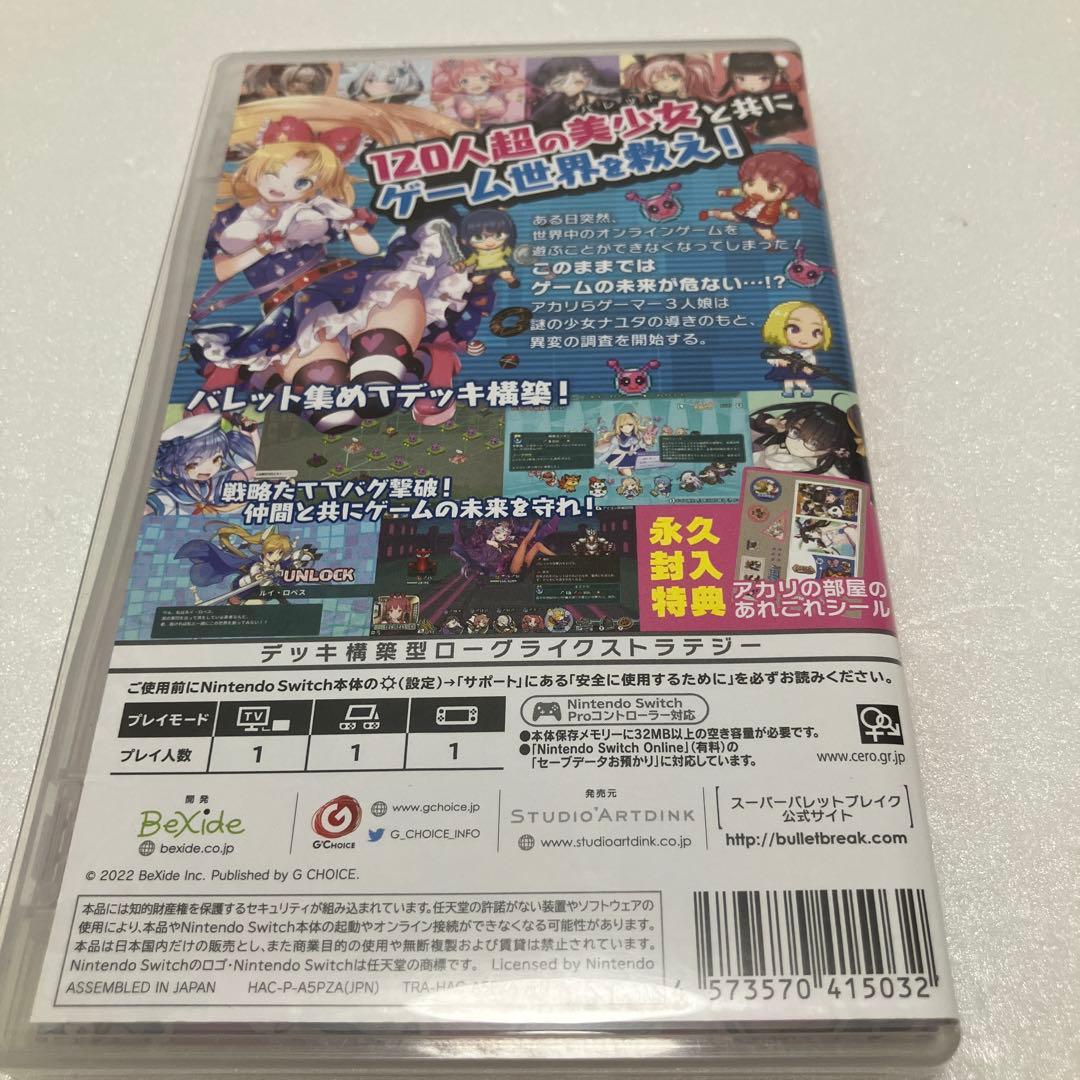 バレット
120人超の美少女と共に
ゲーム世界を救え！
ある日突然、
世界中のオンラインゲームを
遊ぶことができなくなってしまった！
このままでは
ゲームの未来が危ない…!?
アカリらゲーマー3人娘は
謎の少女ナユタの導きのもと、
異変の調査を開始する。
バレット集めてデッキ構築！
戦略たててバグ撃破！
仲間と共にゲームの未来を守れ！
UNLOCK
ルイ・ロペス
永久
封入
特典
アカリの部屋の
あれこれシール
デッキ構築型ローグライクストラテジー
ご使用前にNintendo Switch本体の(設定)→「サポート」にある「安全に使用するために」を必ずお読みください。
プレイモード TV
プレイ人数 1 1 1
Nintendo Switch
Proコントローラー対応
●本体保存メモリーに32MB以上の空き容量が必要です。
●「Nintendo Switch Online」(有料)の
「セーブデータお預かり」に対応しています。
www.cero.gr.jp
開発
BeXide
bexide.co.jp
G'CHOICE
www.gchoice.jp
G_CHOICE_INFO
発売元
STUDIO ARTDINK
www.studioartdink.co.jp
スーパーバレットブレイク
公式サイト
http://bulletbreak.com
© 2022 BeXide Inc. Published by G CHOICE.
本品には知的財産権を保護するセキュリティが組み込まれています。任天堂の許諾がない装置やソフトウェアの
使用により、本品やNintendo Switch本体の起動やオンライン接続ができなくなる可能性があります。
本品は日本国内だけの販売とし、また商業目的の使用や無断複製および賃貸は禁止されています。
Nintendo Switchのロゴ・Nintendo Switchは任天堂の商標です。 Licensed by Nintendo
ASSEMBLED IN JAPAN HAC-P-A5PZA(JPN) TRA-HAC
4 573570 415032